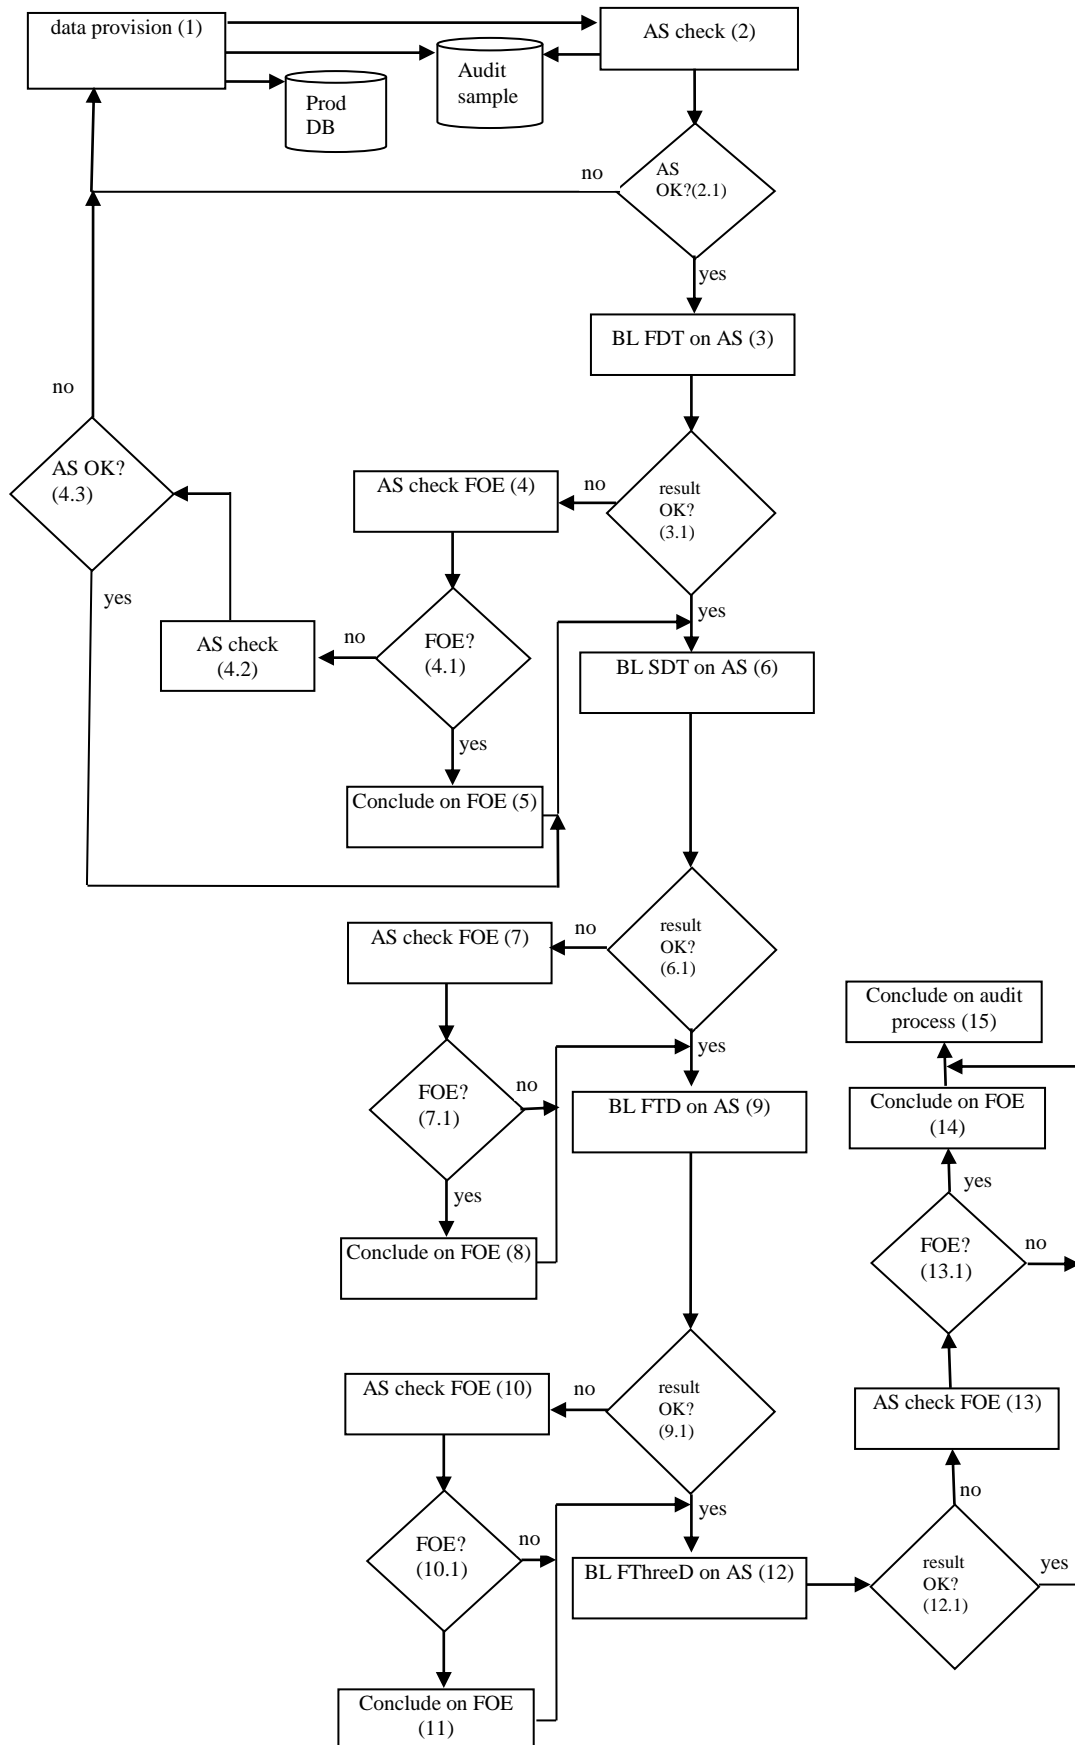 data provision (1)
AS check (2)
Audit
sample
Prod
DB
AS
OK?(2.1)
no
yes
BL FDT on AS (3)
no
AS OK?
(4.3)
AS check FOE (4)
no
result
OK?
(3.1)
yes
yes
AS check
(4.2)
no
FOE?
(4.1)
BL SDT on AS (6)
yes
Conclude on FOE (5)
AS check FOE (7)
no
result
OK?
(6.1)
yes
Conclude on audit
process (15)
FOE?
(7.1)
no
BL FTD on AS (9)
Conclude on FOE
(14)
yes
yes
Conclude on FOE (8)
FOE?
(13.1)
no
AS check FOE (10)
no
result
OK?
(9.1)
AS check FOE (13)
no
yes
FOE?
(10.1)
no
BL FThreeD on AS (12)
result
OK?
(12.1)
yes
yes
Conclude on FOE
(11)